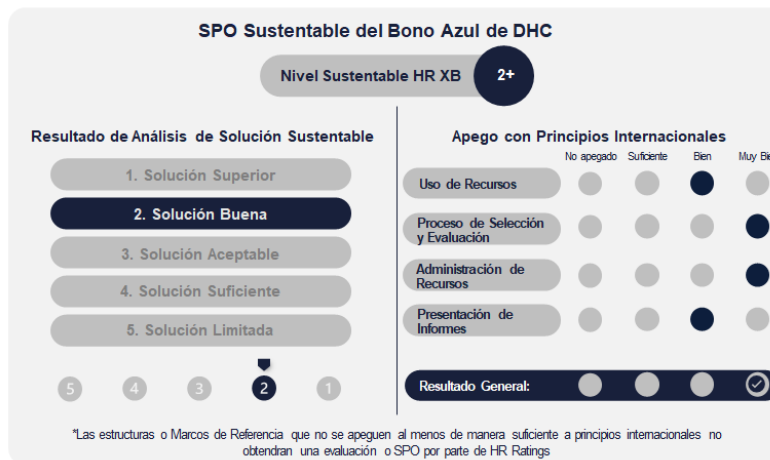 SPO Sustentable del Bono Azul de DHC
Nivel Sustentable HR XB 2+
Resultado de Análisis de Solución Sustentable
1. Solución Superior
2. Solución Buena
3. Solución Aceptable
4. Solución Suficiente
5. Solución Limitada
5 4 3 2 1
Apego con Principios Internacionales
No apegado Suficiente Bien Muy Bie
Uso de Recursos
Proceso de Selección
y Evaluación
Administración de
Recursos
Presentación de
Informes
Resultado General:
*Las estructuras o Marcos de Referencia que no se apeguen al menos de manera suficiente a principios internacionales no
obtendran una evaluación o SPO por parte de HR Ratings